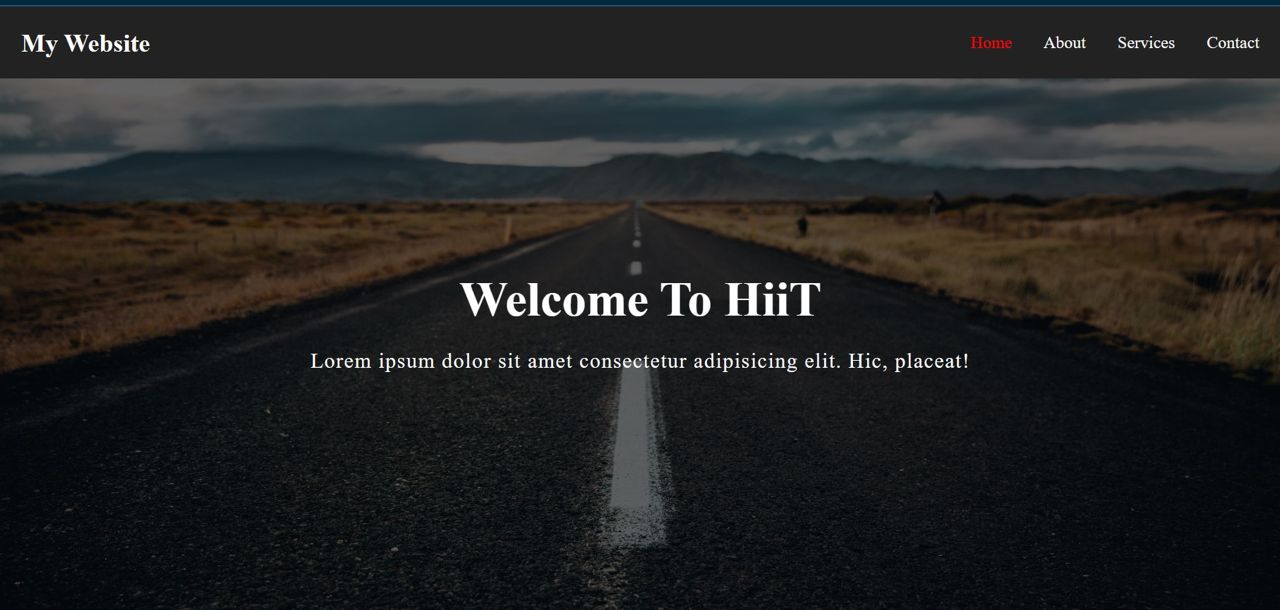 My Website
Home About Services Contact
Welcome To HiiT
Lorem ipsum dolor sit amet consectetur adipisicing elit. Hic, placeat!